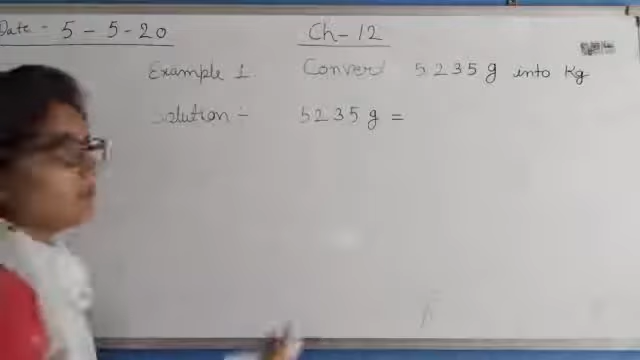 Date - 5 - 5 - 20
Ch - 12
Example 1. Convert 5235 g into Kg
Solution - 5235 g =